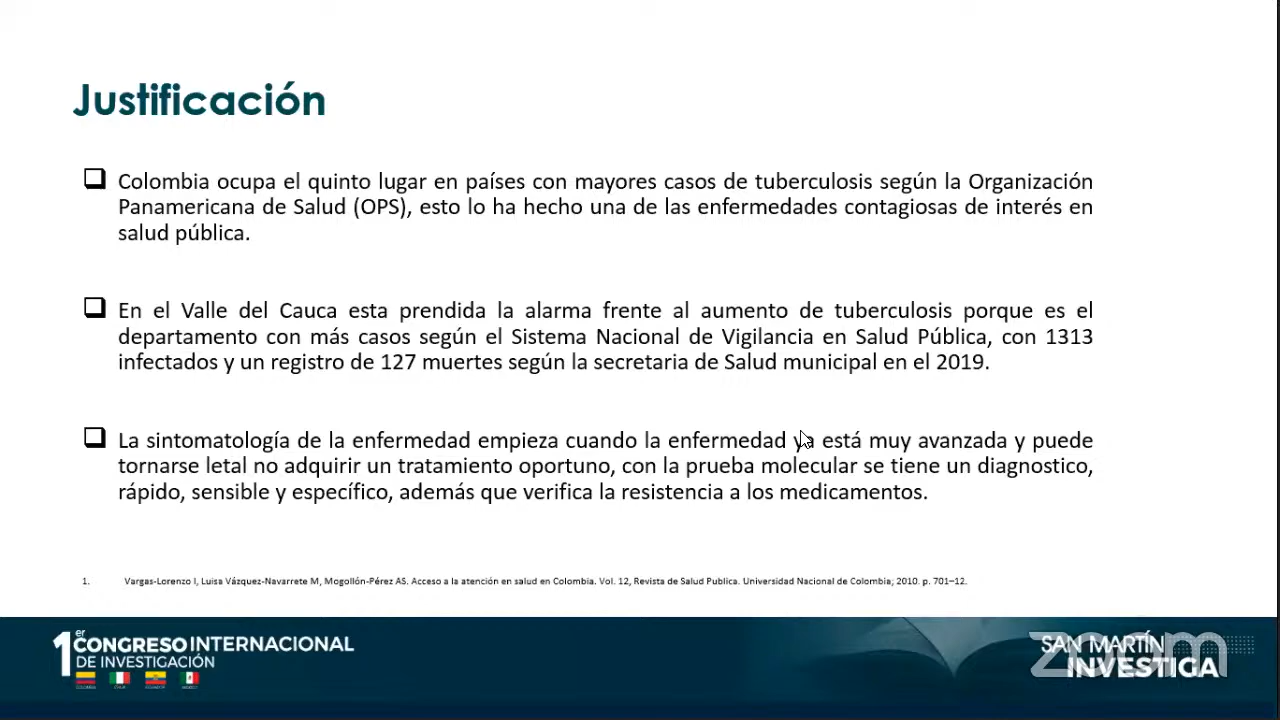 Justificación
Colombia ocupa el quinto lugar en países con mayores casos de tuberculosis según la Organización
Panamericana de Salud (OPS), esto lo ha hecho una de las enfermedades contagiosas de interés en
salud pública.
En el Valle del Cauca esta prendida la alarma frente al aumento de tuberculosis porque es el
departamento con más casos según el Sistema Nacional de Vigilancia en Salud Pública, con 1313
infectados y un registro de 127 muertes según la secretaria de Salud municipal en el 2019.
La sintomatología de la enfermedad empieza cuando la enfermedad ya está muy avanzada y puede
tornarse letal no adquirir un tratamiento oportuno, con la prueba molecular se tiene un diagnostico,
rápido, sensible y específico, además que verifica la resistencia a los medicamentos.
1. Vargas-Lorenzo I, Luisa Vázquez-Navarrete M, Mogollón-Pérez AS. Acceso a la atención en salud en Colombia. Vol. 12, Revista de Salud Publica. Universidad Nacional de Colombia; 2010. p. 701–12.
1er CONGRESO INTERNACIONAL
DE INVESTIGACIÓN
SAN MARTÍN
INVESTIGA
zoom